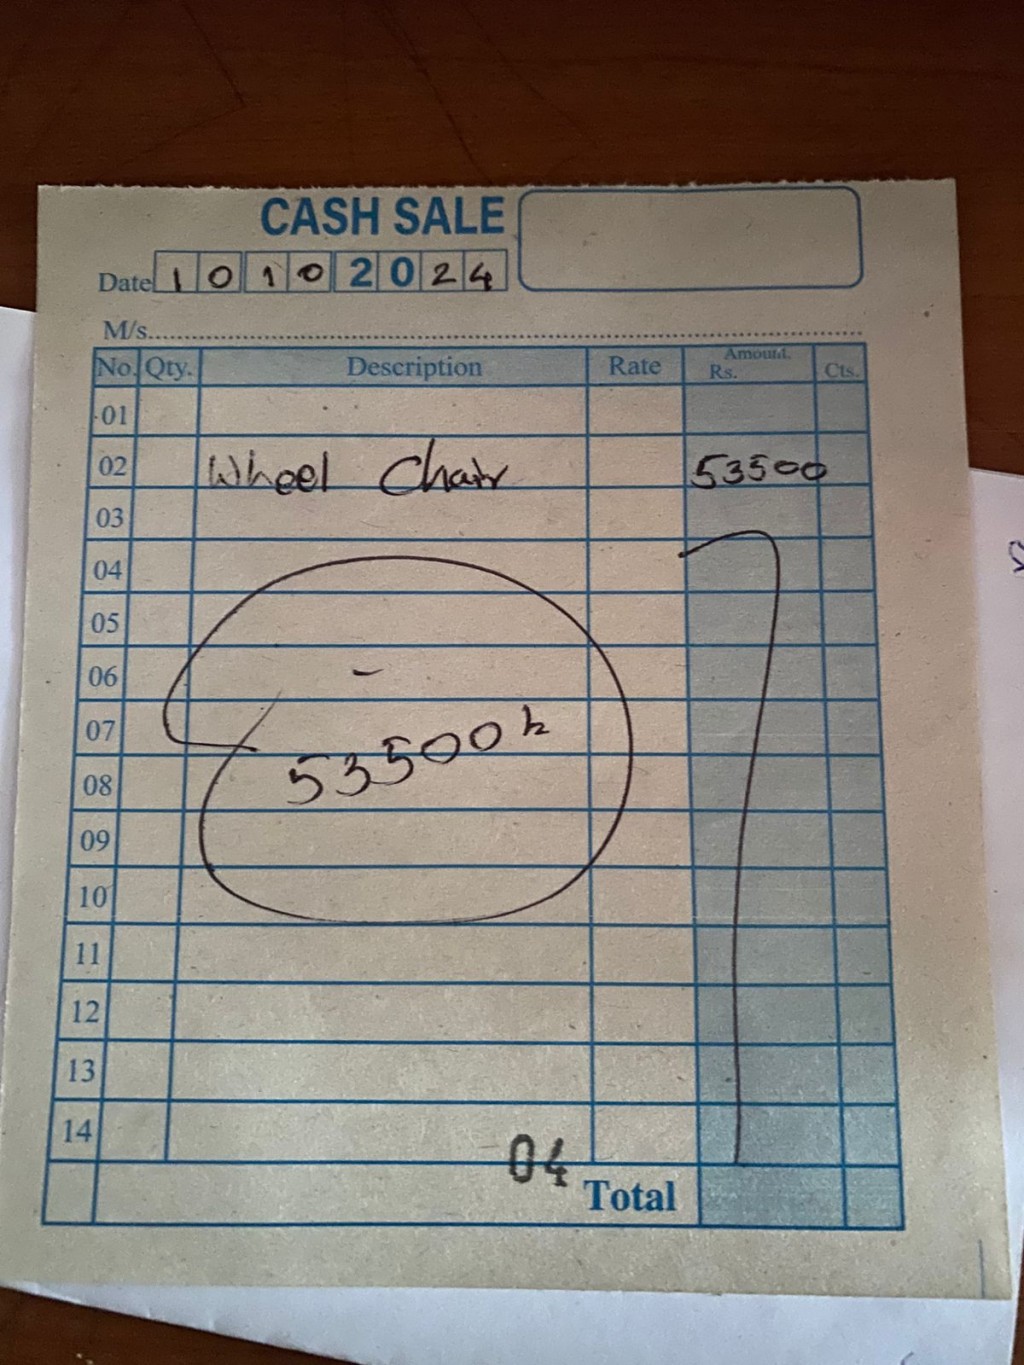 CASH SALE
Date 1 0 1 0 2 0 2 4
M/s.
No. Qty. Description Rate Amount. Rs. Cts.
01
02 Wheel Chair 53500
03
04
05
06
07
53500
08
09
10
11
12
13
14
04
Total